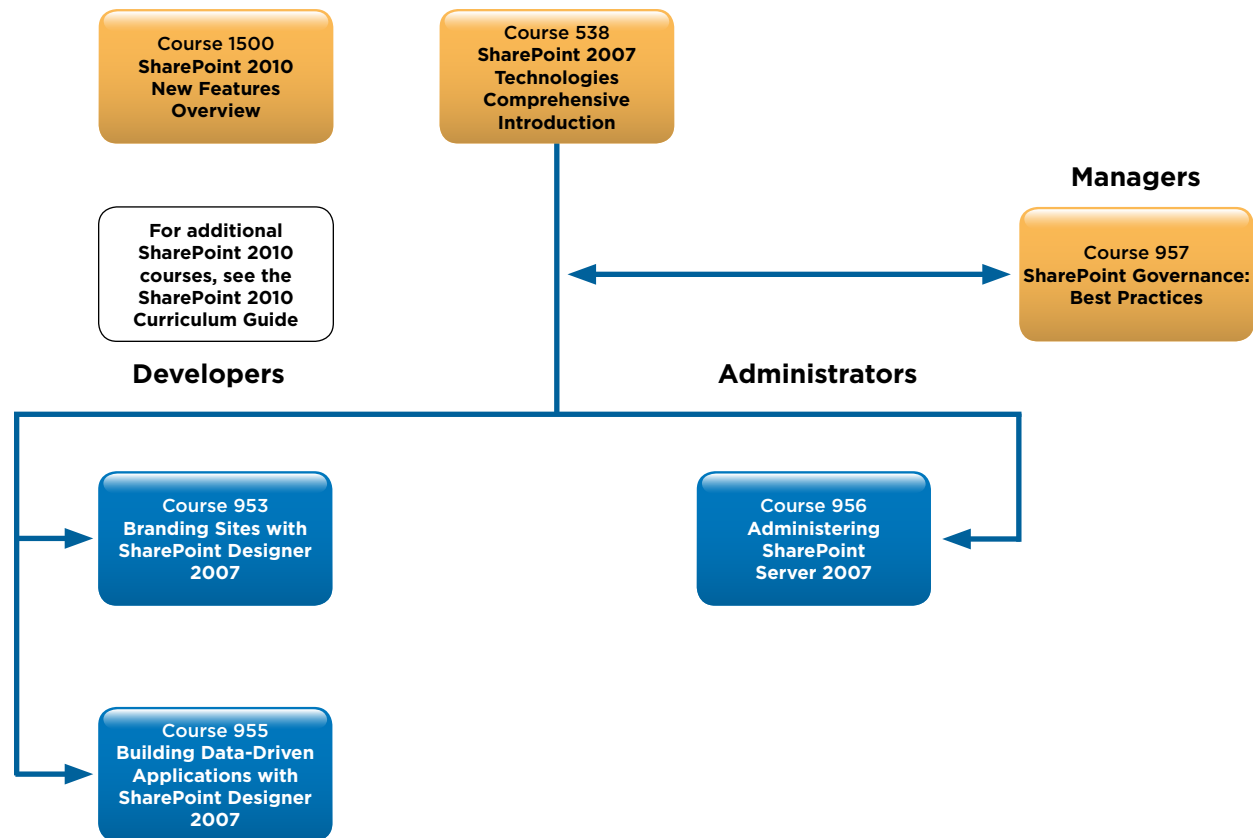 Course 1500
SharePoint 2010
New Features
Overview
Course 538
SharePoint 2007
Technologies
Comprehensive
Introduction
Managers
For additional
SharePoint 2010
courses, see the
SharePoint 2010
Curriculum Guide
Course 957
SharePoint Governance:
Best Practices
Developers
Administrators
Course 953
Branding Sites with
SharePoint Designer
2007
Course 956
Administering
SharePoint
Server 2007
Course 955
Building Data-Driven
Applications with
SharePoint Designer
2007